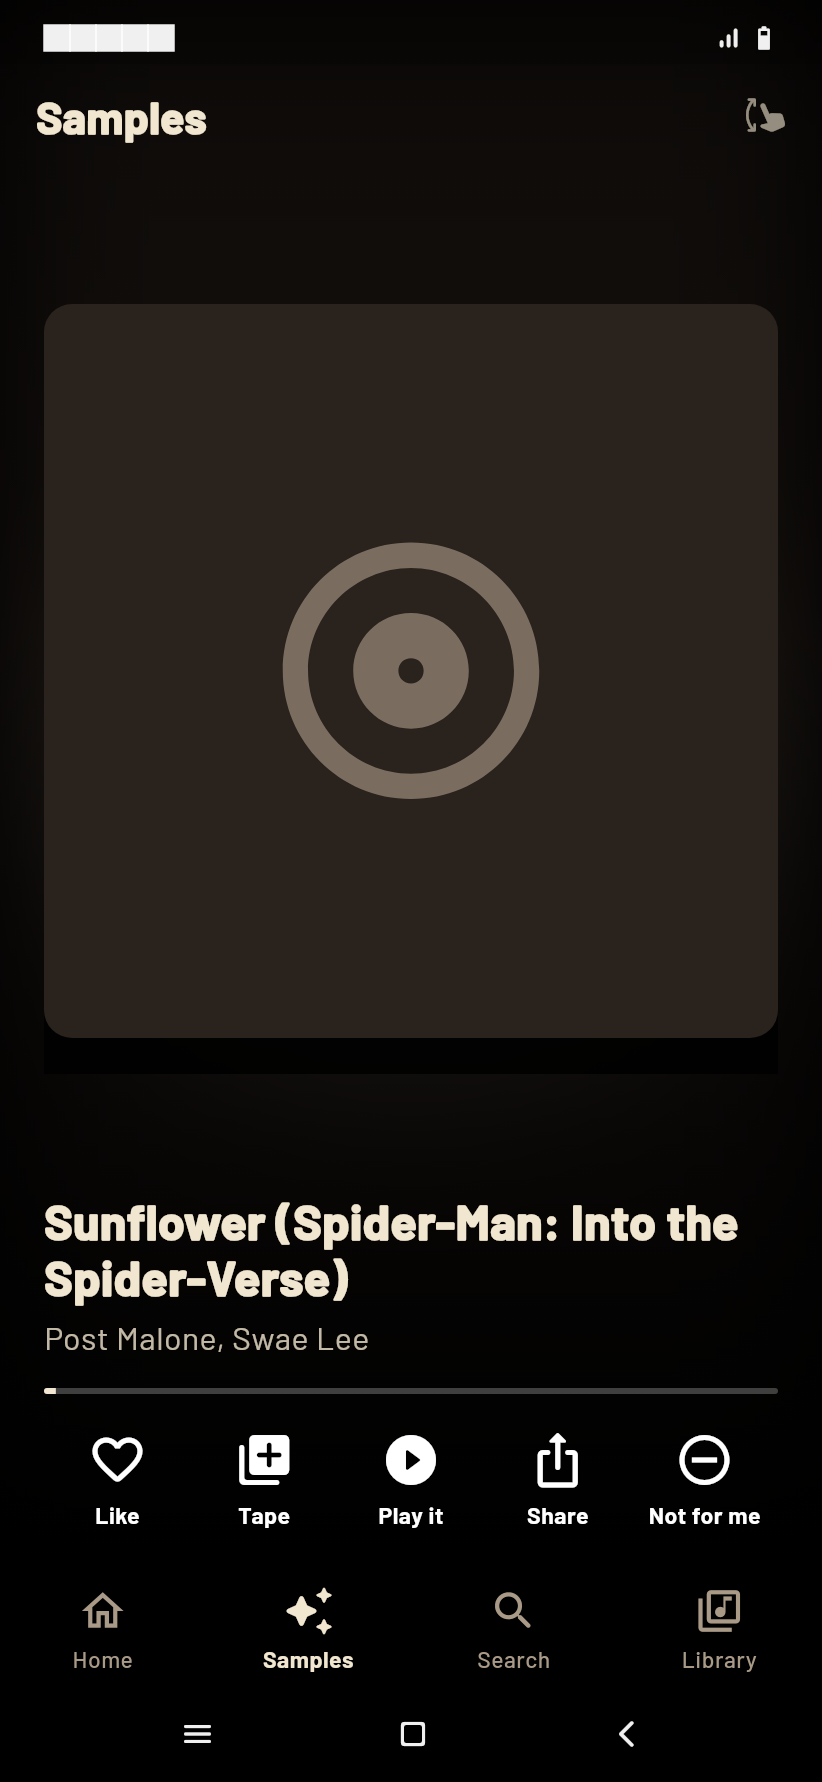 Samples
Sunflower (Spider-Man: Into the
Spider-Verse)
Post Malone, Swae Lee
Like
Tape
Play it
Share
Not for me
Home
Samples
Search
Library